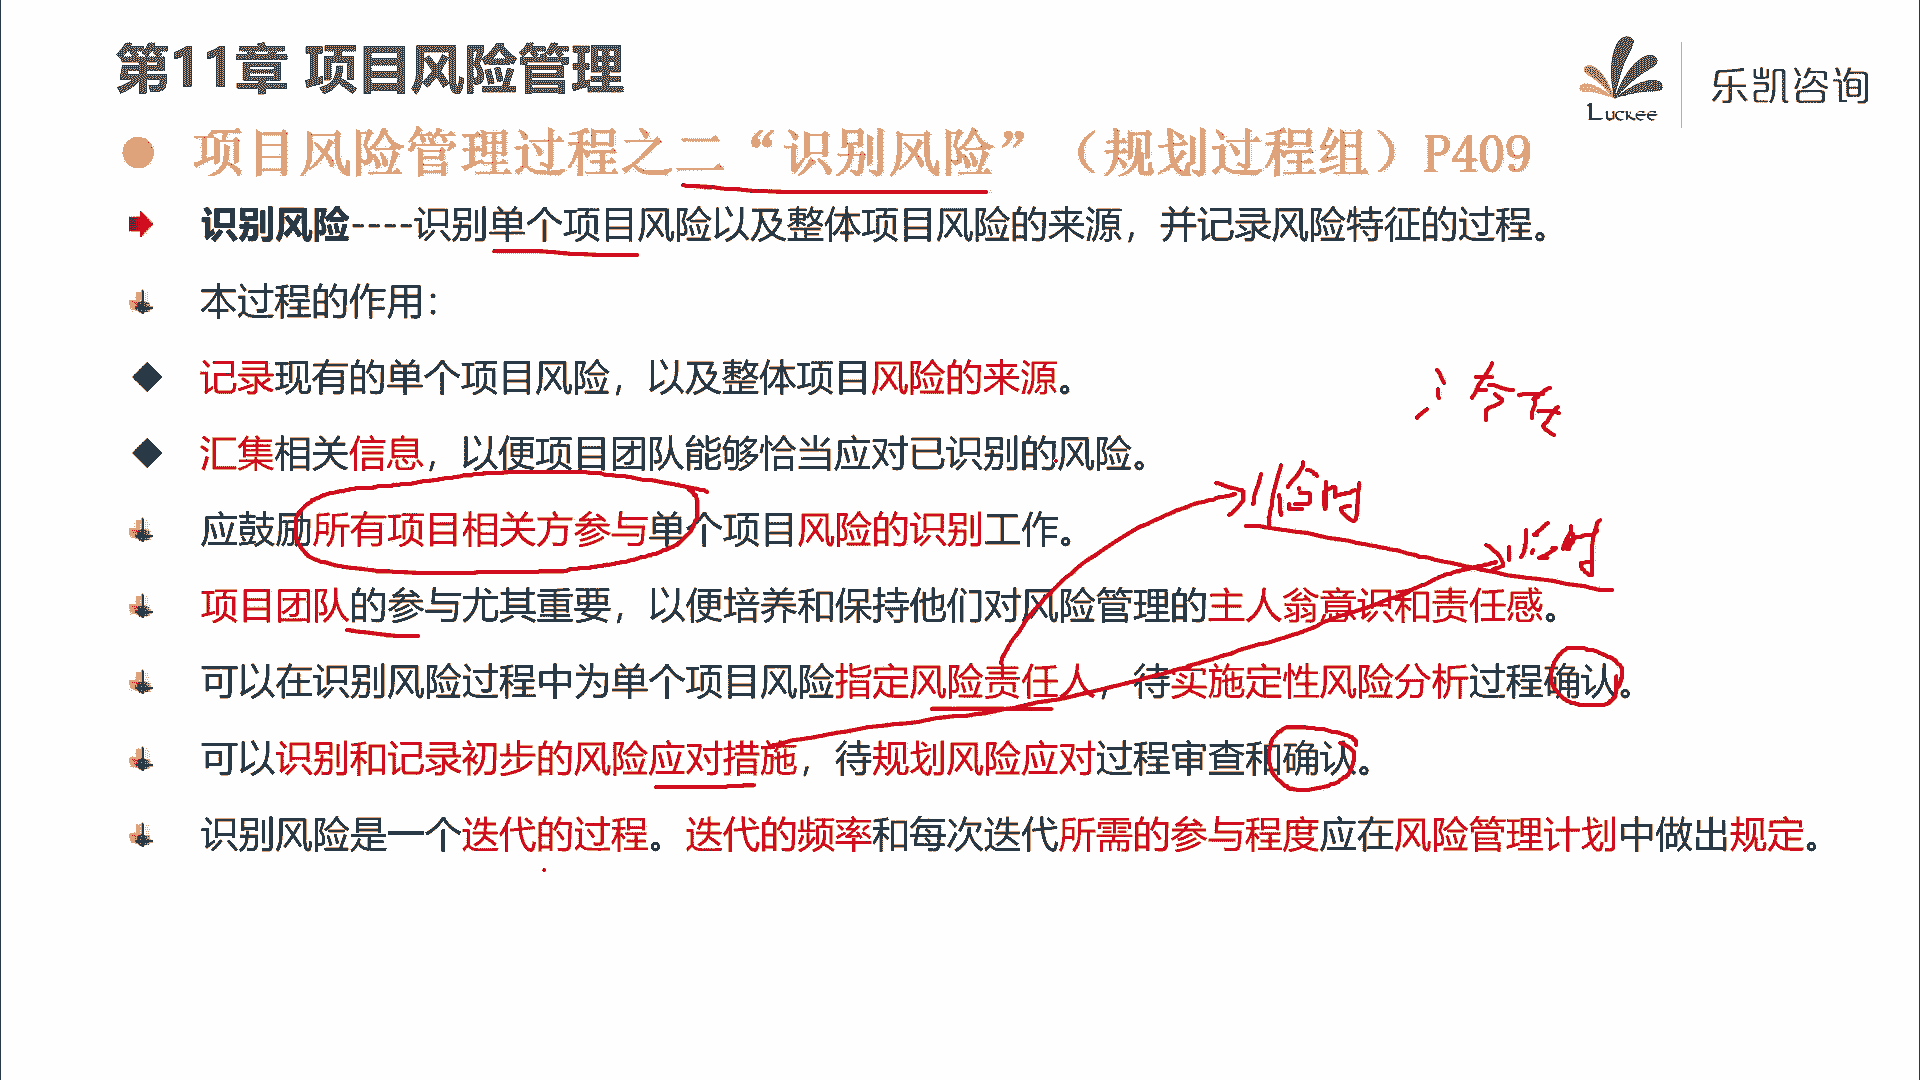 第11章 项目风险管理
Luckee
乐凯咨询
项目风险管理过程之二“识别风险”（规划过程组）P409
识别风险----识别单个项目风险以及整体项目风险的来源，并记录风险特征的过程。
本过程的作用：
记录现有的单个项目风险，以及整体项目风险的来源。
汇集相关信息，以便项目团队能够恰当应对已识别的风险。
临时
应鼓励所有项目相关方参与单个项目风险的识别工作。
临时
项目团队的参与尤其重要，以便培养和保持他们对风险管理的主人翁意识和责任感。
可以在识别风险过程中为单个项目风险指定风险责任人，待实施定性风险分析过程确认。
可以识别和记录初步的风险应对措施，待规划风险应对过程审查和确认。
识别风险是一个迭代的过程。迭代的频率和每次迭代所需的参与程度应在风险管理计划中做出规定。